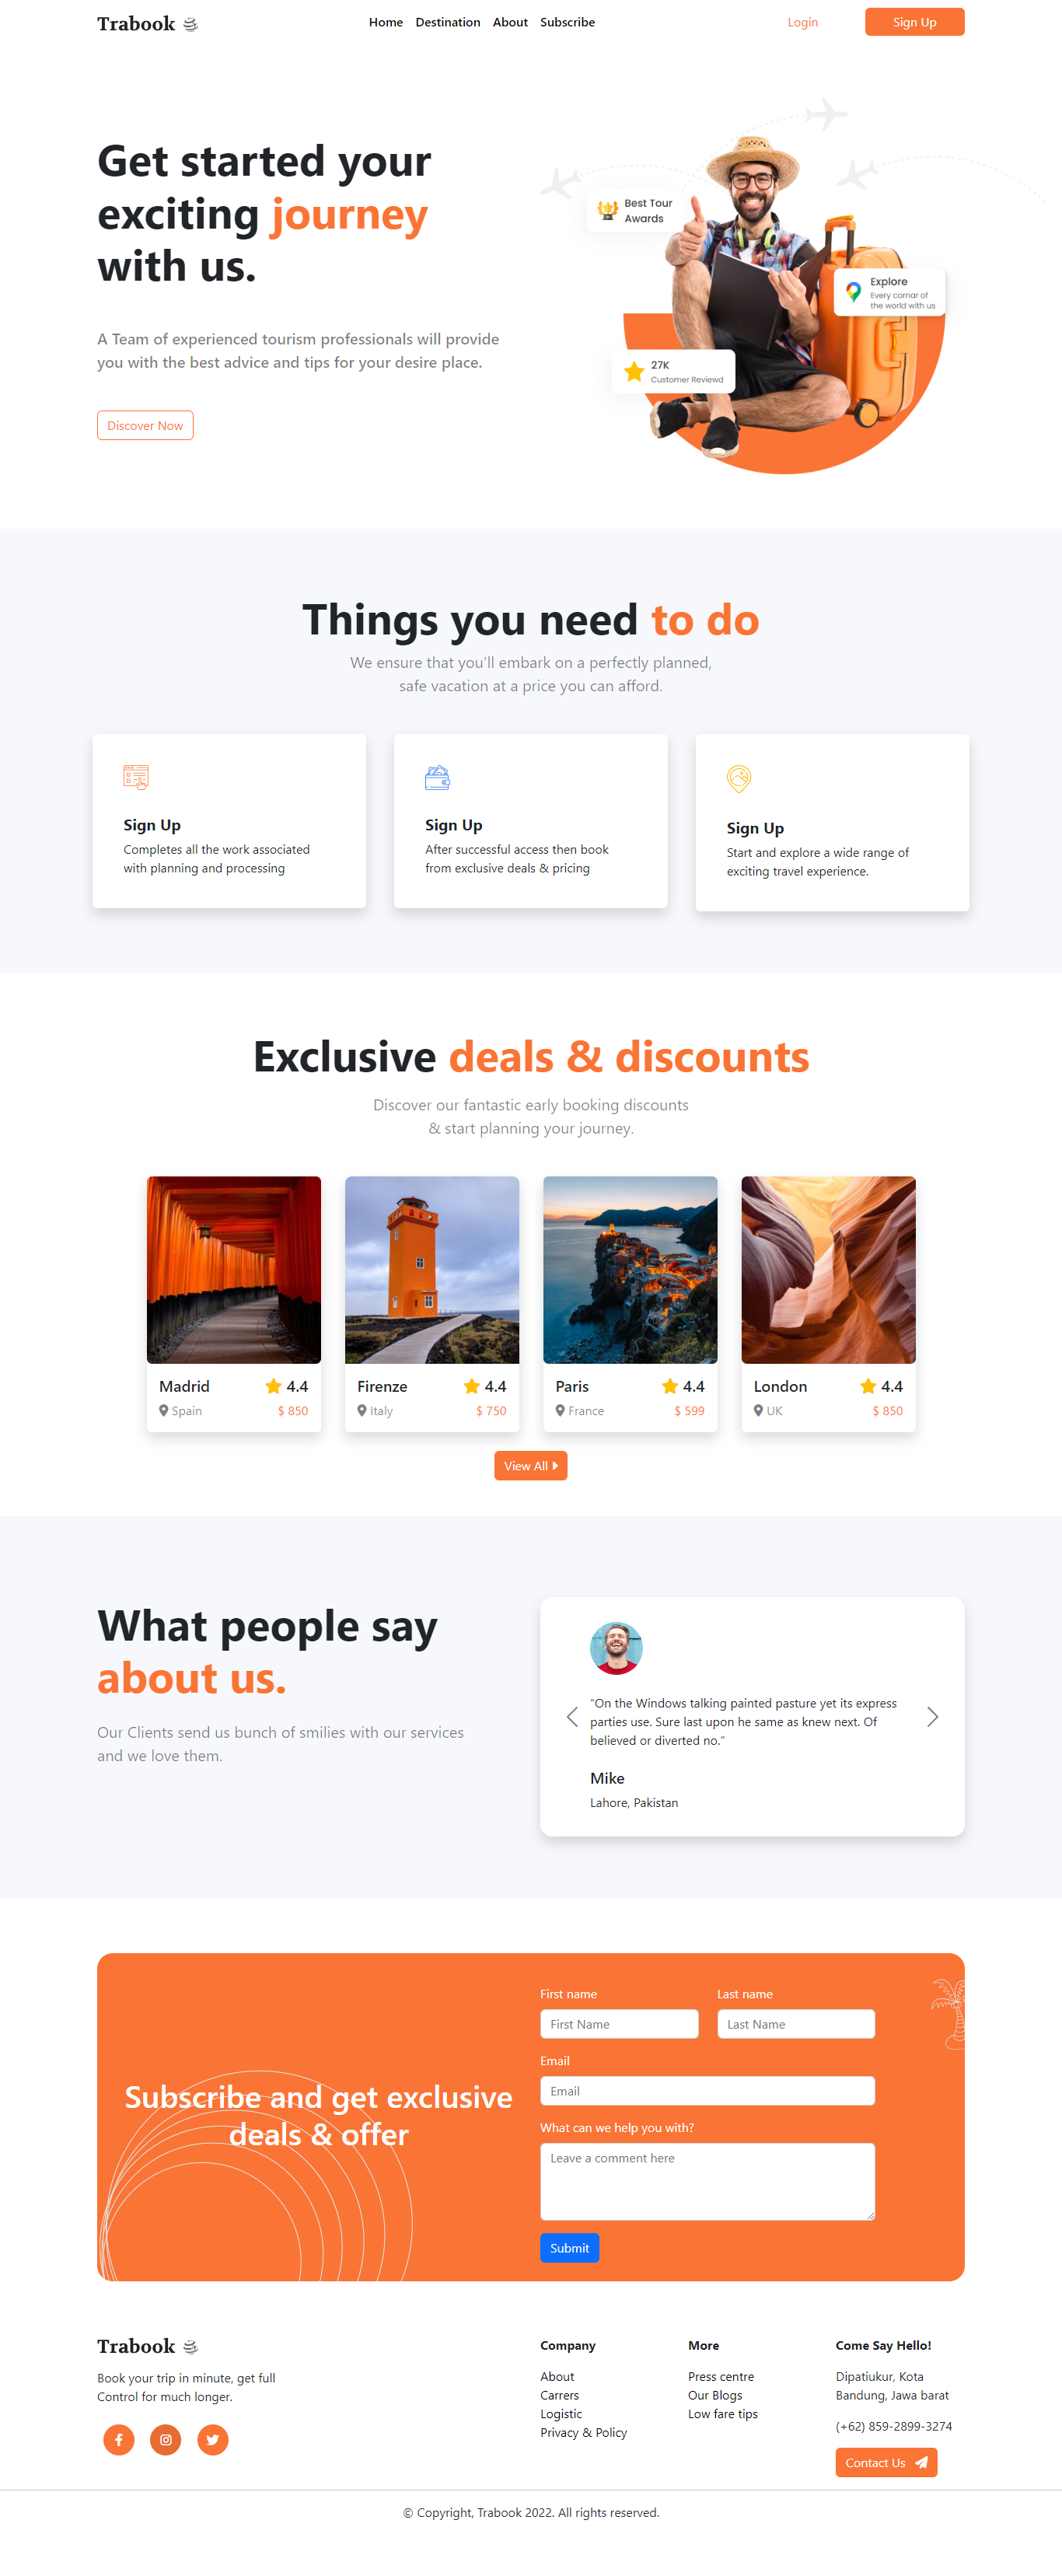 Trabook
Home Destination About Subscribe
Login
Sign Up
Get started your
exciting journey
with us.
A Team of experienced tourism professionals will provide
you with the best advice and tips for your desire place.
Discover Now
Best Tour
Awards
Explore
Every cornar of
the world with us
27K
Customer Reviewd
Things you need to do
We ensure that you'll embark on a perfectly planned,
safe vacation at a price you can afford.
Sign Up
Completes all the work associated
with planning and processing
Sign Up
After successful access then book
from exclusive deals & pricing
Sign Up
Start and explore a wide range of
exciting travel experience.
Exclusive deals & discounts
Discover our fantastic early booking discounts
& start planning your journey.
Madrid 4.4
Spain $ 850
Firenze 4.4
Italy $ 750
Paris 4.4
France $ 599
London 4.4
UK $ 850
View All
What people say
about us.
Our Clients send us bunch of smilies with our services
and we love them.
“On the Windows talking painted pasture yet its express
parties use. Sure last upon he same as knew next. Of
believed or diverted no.”
Mike
Lahore, Pakistan
Subscribe and get exclusive
deals & offer
First name
First Name
Last name
Last Name
Email
Email
What can we help you with?
Leave a comment here
Submit
Trabook
Book your trip in minute, get full
Control for much longer.
Company
About
Carrers
Logistic
Privacy & Policy
More
Press centre
Our Blogs
Low fare tips
Come Say Hello!
Dipatiukur, Kota
Bandung, Jawa barat
(+62) 859-2899-3274
Contact Us
© Copyright, Trabook 2022. All rights reserved.